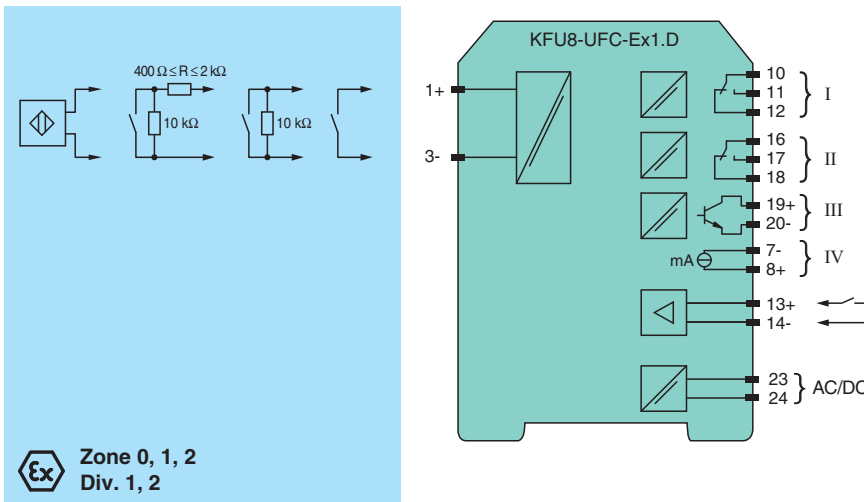 400 Ω ≤ R ≤ 2 kΩ
10 kΩ
10 kΩ
Ex
Zone 0, 1, 2
Div. 1, 2
KFU8-UFC-Ex1.D
1+
3-
10
11
12
I
16
17
18
II
19+
20-
III
mA
7-
8+
IV
13+
14-
23
24
AC/DC